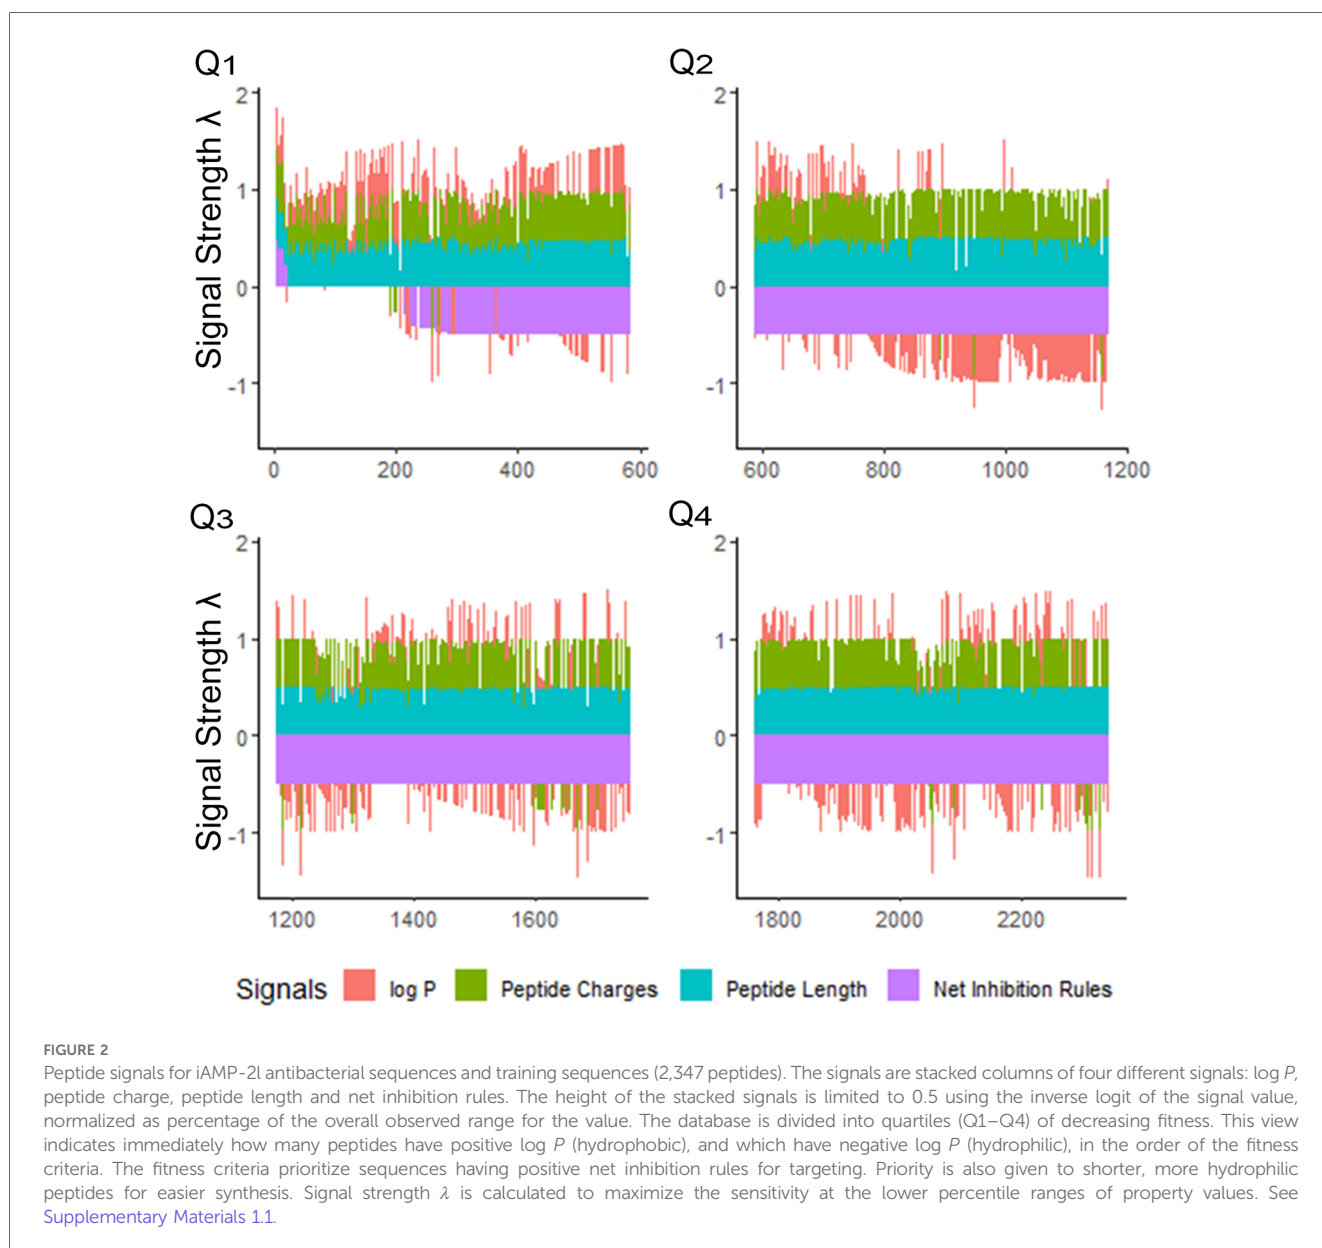 Q1
Q2
Signal Strength λ
2
1
0
-1
0 200 400 600
2
1
0
-1
600 800 1000 1200
Q3
Q4
Signal Strength λ
2
1
0
-1
1200 1400 1600
2
1
0
-1
1800 2000 2200
Signals log P Peptide Charges Peptide Length Net Inhibition Rules
FIGURE 2
Peptide signals for iAMP-2l antibacterial sequences and training sequences (2,347 peptides). The signals are stacked columns of four different signals: log P,
peptide charge, peptide length and net inhibition rules. The height of the stacked signals is limited to 0.5 using the inverse logit of the signal value,
normalized as percentage of the overall observed range for the value. The database is divided into quartiles (Q1–Q4) of decreasing fitness. This view
indicates immediately how many peptides have positive log P (hydrophobic), and which have negative log P (hydrophilic), in the order of the fitness
criteria. The fitness criteria prioritize sequences having positive net inhibition rules for targeting. Priority is also given to shorter, more hydrophilic
peptides for easier synthesis. Signal strength λ is calculated to maximize the sensitivity at the lower percentile ranges of property values. See
Supplementary Materials 1.1.